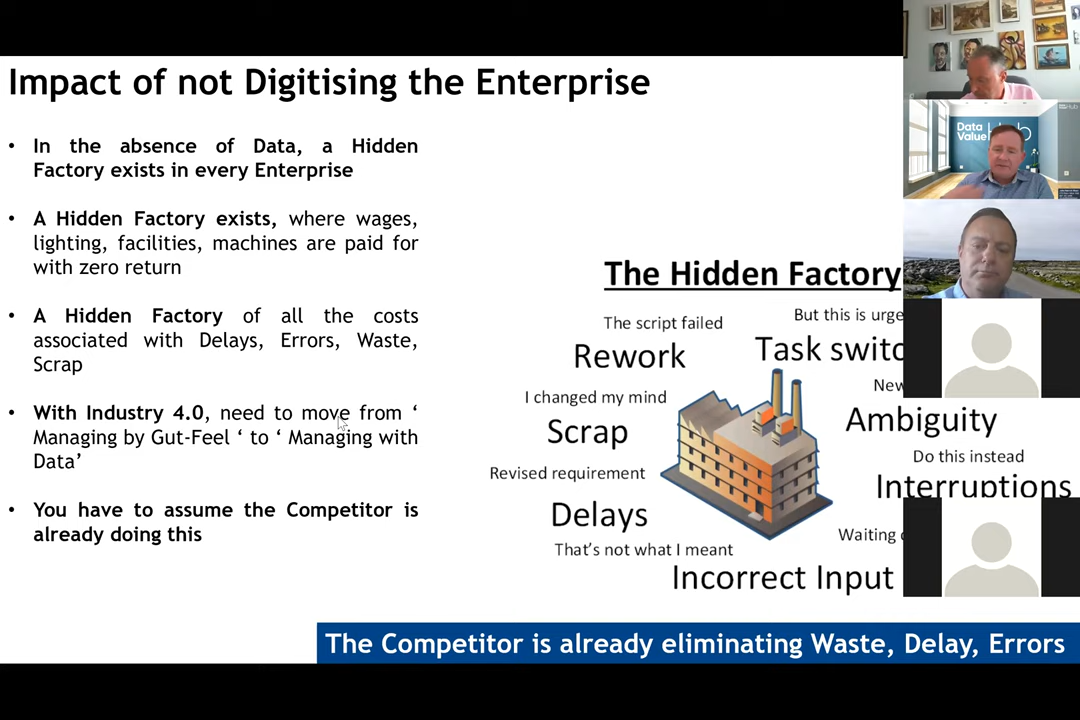 Impact of not Digitising the Enterprise
• In the absence of Data, a Hidden
Factory exists in every Enterprise
• A Hidden Factory exists, where wages,
lighting, facilities, machines are paid for
with zero return
• A Hidden Factory of all the costs
associated with Delays, Errors, Waste,
Scrap
• With Industry 4.0, need to move from ‘
Managing by Gut-Feel ‘ to ‘ Managing with
Data’
• You have to assume the Competitor is
already doing this
The Hidden Factory
The script failed
But this is urge
Rework
Task switc
I changed my mind
New
Scrap
Ambiguity
Do this instead
Revised requirement
Interruptions
Delays
Waiting
That’s not what I meant
Incorrect Input
The Competitor is already eliminating Waste, Delay, Errors
Data
Value Hub